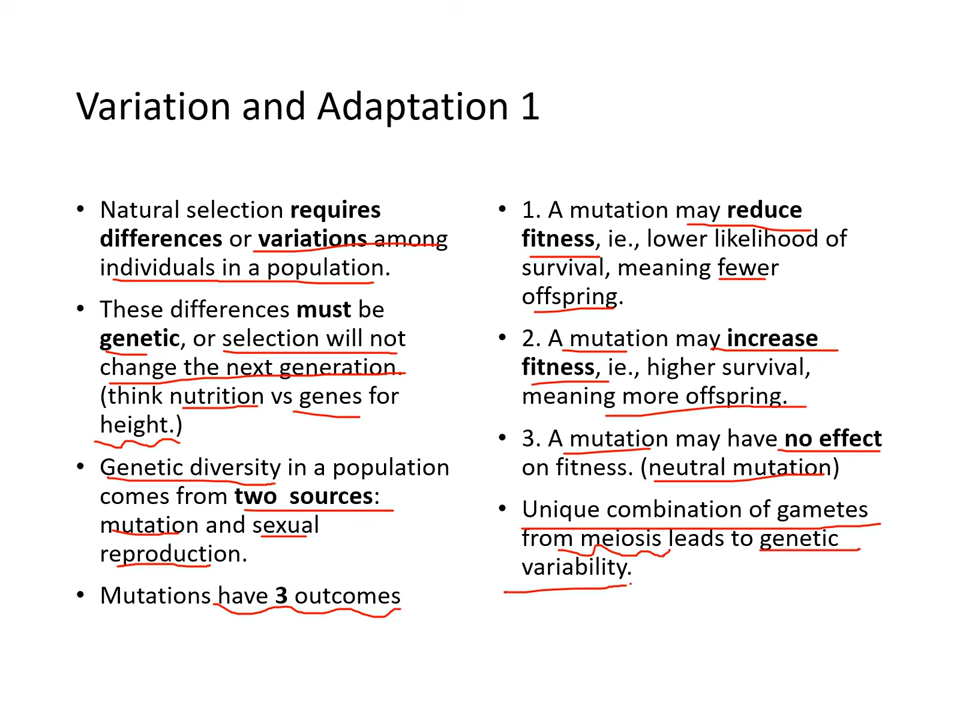 Variation and Adaptation 1
• Natural selection requires
differences or variations among
individuals in a population.
• These differences must be
genetic, or selection will not
change the next generation.
(think nutrition vs genes for
height.)
• Genetic diversity in a population
comes from two  sources:
mutation and sexual
reproduction.
• Mutations have 3 outcomes
• 1. A mutation may reduce
fitness, ie., lower likelihood of
survival, meaning fewer
offspring.
• 2. A mutation may increase
fitness, ie., higher survival,
meaning more offspring.
• 3. A mutation may have no effect
on fitness. (neutral mutation)
• Unique combination of gametes
from meiosis leads to genetic
variability.